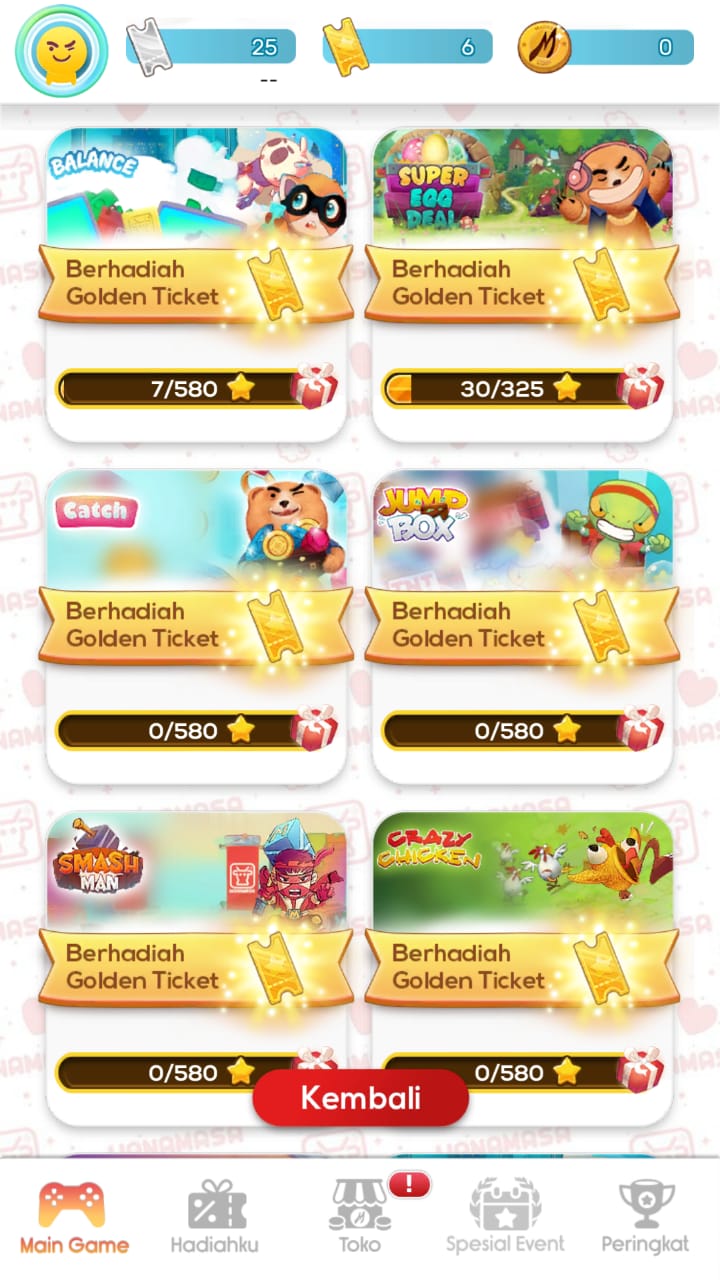 25
6
0
--
BALANCE
SUPER
EGG
DEAL
Berhadiah
Golden Ticket
Berhadiah
Golden Ticket
7/580
30/325
Catch
JUMP
BOX
TNT
Berhadiah
Golden Ticket
Berhadiah
Golden Ticket
0/580
0/580
SMASH
MAN
CRAZY
CHICKEN
Berhadiah
Golden Ticket
Berhadiah
Golden Ticket
0/580
0/580
Kembali
HANAMASA
!
Main Game
Hadiahku
Toko
Spesial Event
Peringkat